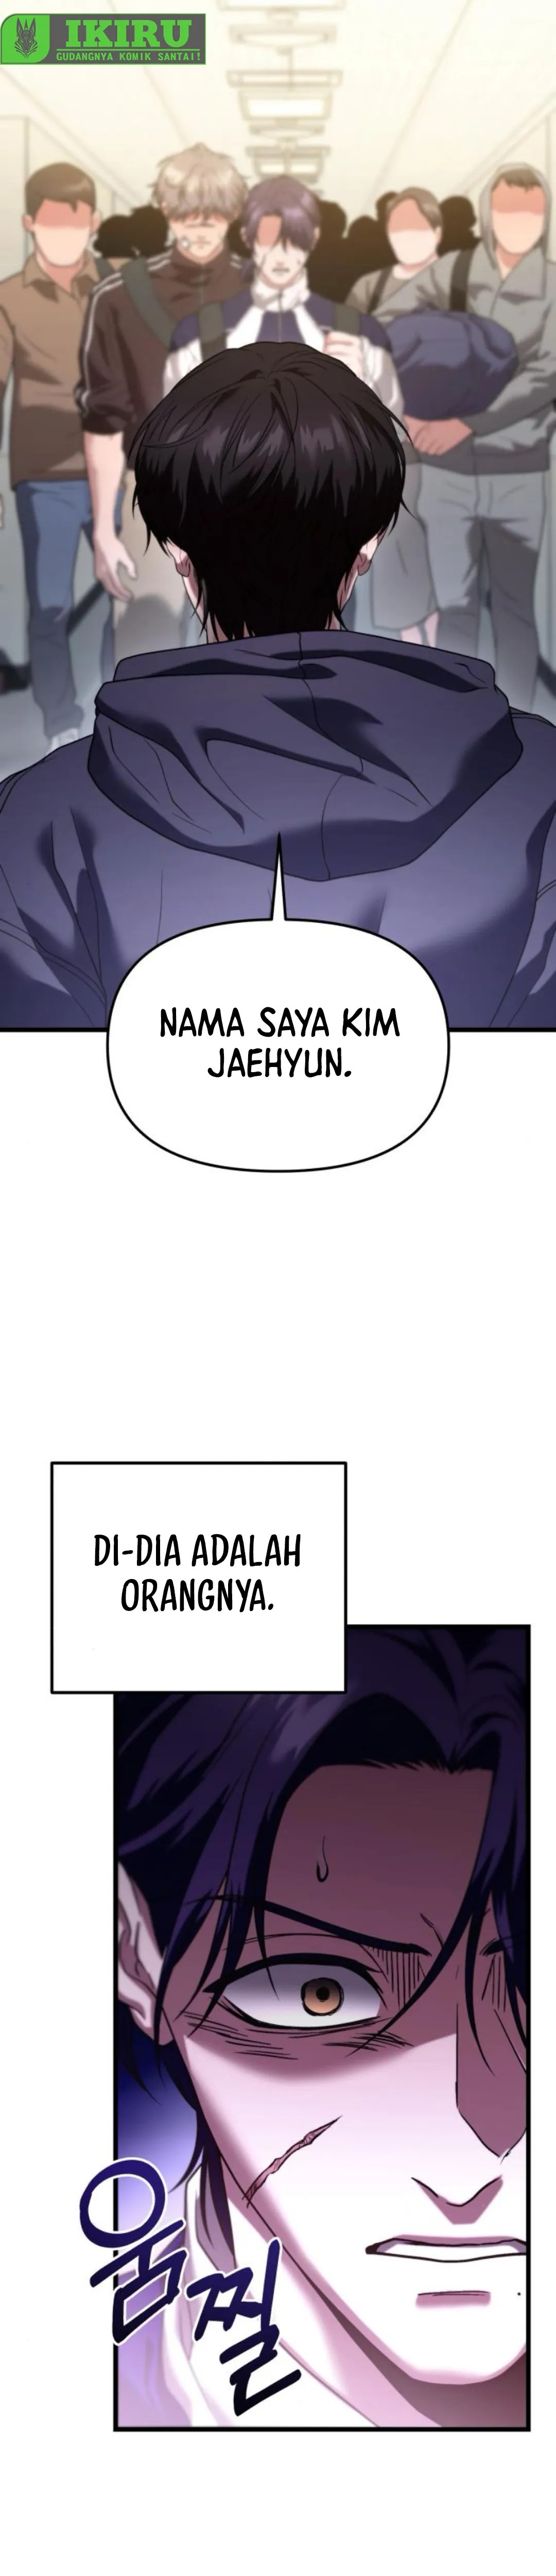 IKIRU
GUDANGNYA KOMIK SANTAI!
NAMA SAYA KIM
JAEHYUN.
DI-DIA ADALAH
ORANGNYA.
움찔